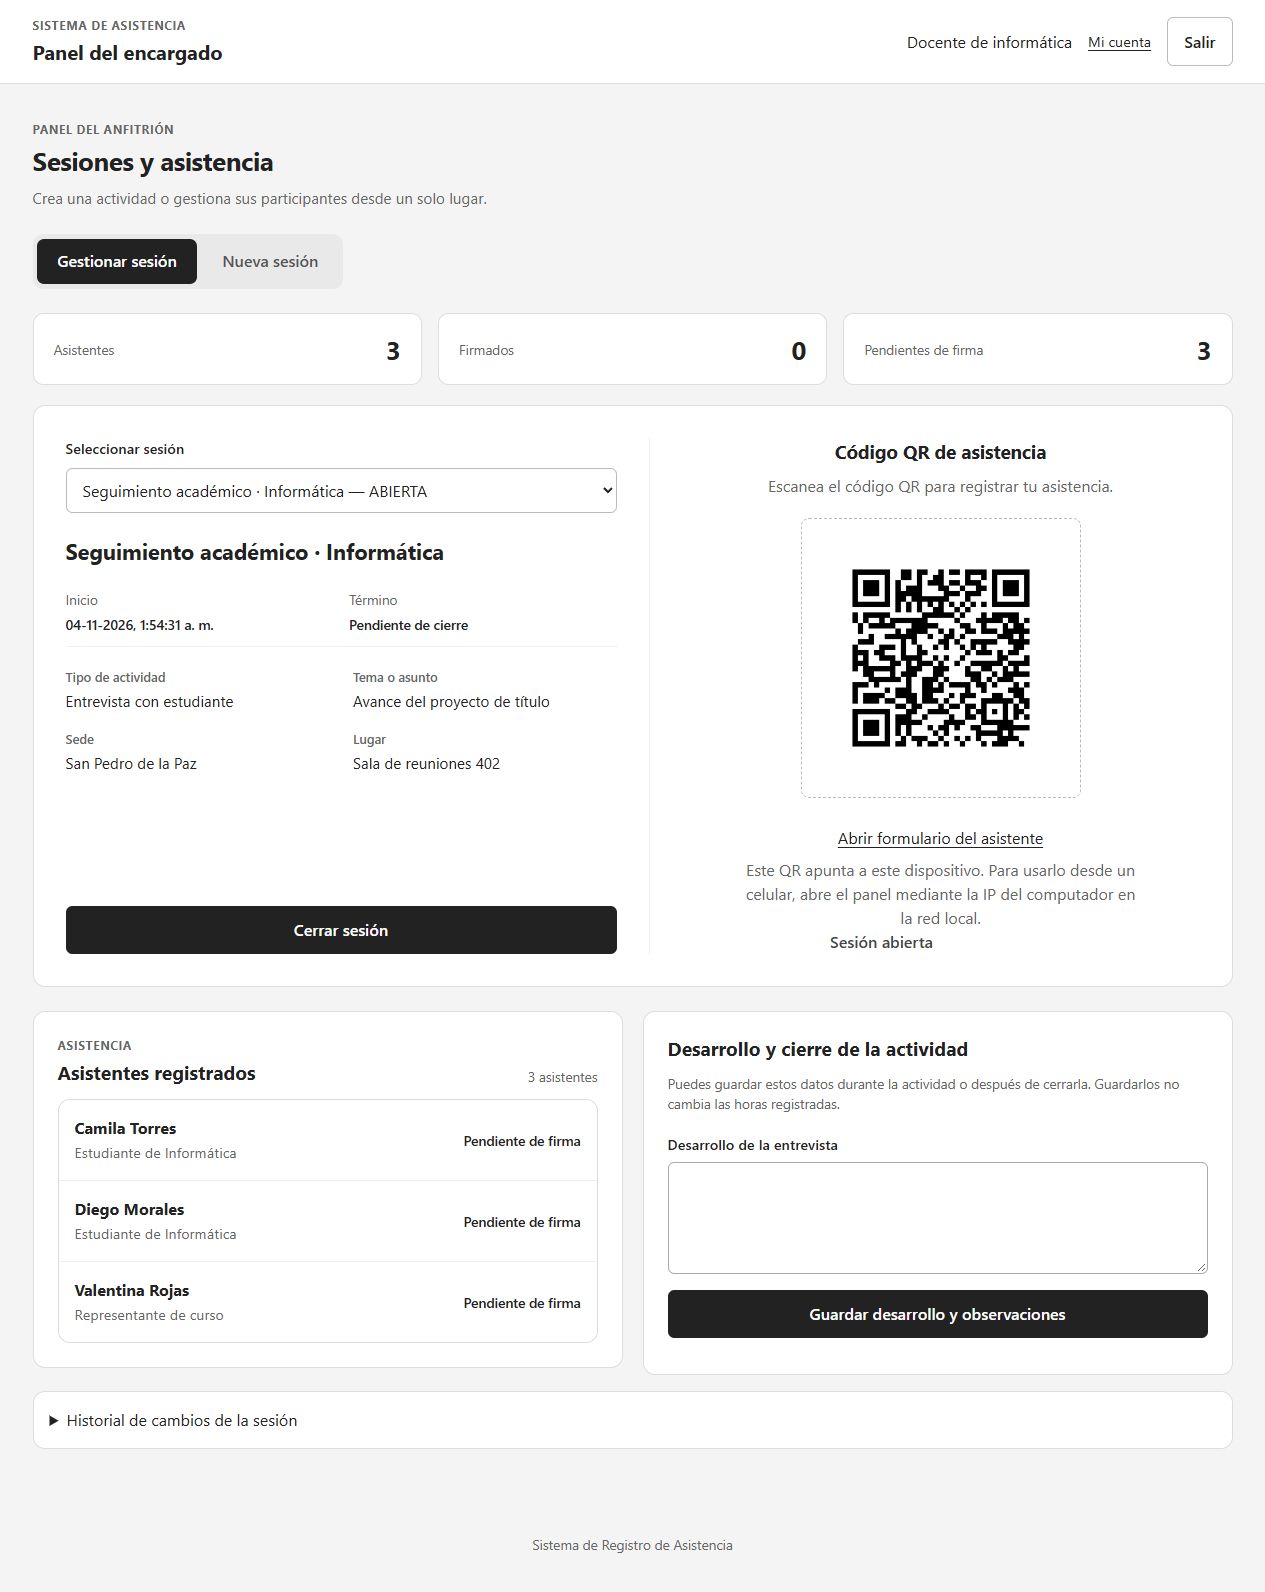 SISTEMA DE ASISTENCIA
Panel del encargado
Docente de informática
Mi cuenta
Salir
PANEL DEL ANFITRIÓN
Sesiones y asistencia
Crea una actividad o gestiona sus participantes desde un solo lugar.
Gestionar sesión
Nueva sesión
Asistentes
3
Firmados
0
Pendientes de firma
3
Seleccionar sesión
Seguimiento académico · Informática — ABIERTA
Seguimiento académico · Informática
Inicio
04-11-2026, 1:54:31 a. m.
Término
Pendiente de cierre
Tipo de actividad
Entrevista con estudiante
Tema o asunto
Avance del proyecto de título
Sede
San Pedro de la Paz
Lugar
Sala de reuniones 402
Cerrar sesión
Código QR de asistencia
Escanea el código QR para registrar tu asistencia.
Abrir formulario del asistente
Este QR apunta a este dispositivo. Para usarlo desde un
celular, abre el panel mediante la IP del computador en
la red local.
Sesión abierta
ASISTENCIA
Asistentes registrados
3 asistentes
Camila Torres
Estudiante de Informática
Pendiente de firma
Diego Morales
Estudiante de Informática
Pendiente de firma
Valentina Rojas
Representante de curso
Pendiente de firma
Desarrollo y cierre de la actividad
Puedes guardar estos datos durante la actividad o después de cerrarla. Guardarlos no
cambia las horas registradas.
Desarrollo de la entrevista
Guardar desarrollo y observaciones
Historial de cambios de la sesión
Sistema de Registro de Asistencia